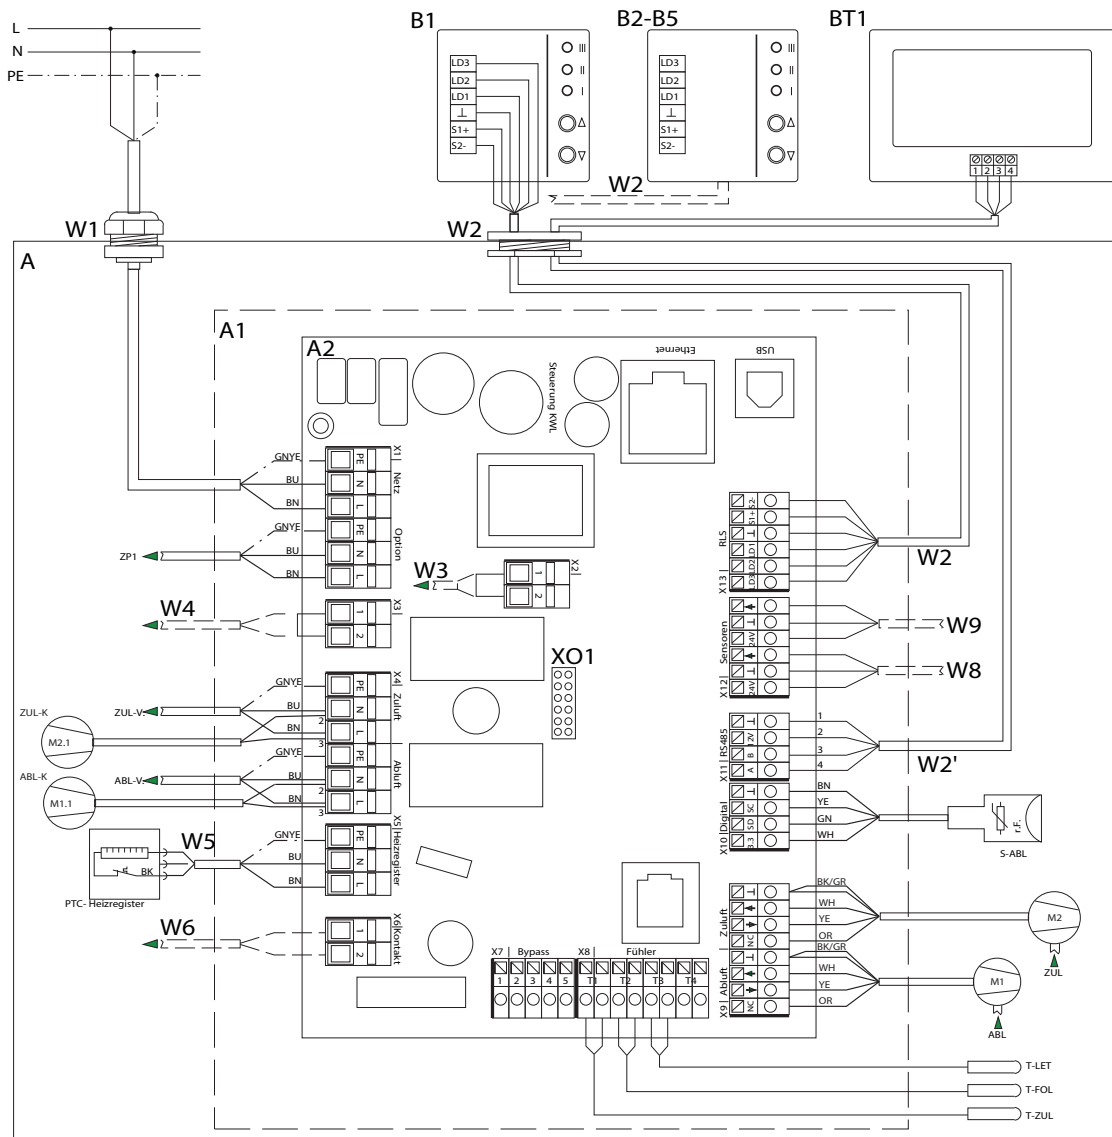 L
N
PE
B1
LD3
LD2
LD1
⊥
S1+
S2-
III
II
I
B2-B5
LD3
LD2
LD1
⊥
S1+
S2-
III
II
I
BT1
1 2 3 4
W2
W1
W2
A
A1
A2
Steuerung KWL
Ethernet
USB
GNYE
BU
BN
PE
N
L
X1
Netz
GNYE
BU
BN
PE
N
L
Option
ZP1
W3
1
2
X2
W4
1
2
X3
XO1
ZUL-K
M2.1
ZUL-V
GNYE
BU
BN
2
3
PE
N
L
X4
Zuluft
ABL-K
M1.1
ABL-V
GNYE
BU
BN
2
3
PE
N
L
Abluft
PTC- Heizregister
BK
W5
GNYE
BU
BN
PE
N
L
X5
Heizregister
W6
1
2
X6
Kontakt
X7 Bypass
1 2 3 4 5
X8 Fühler
T1 T2 T3 T4
RLS
X13
S2-
S1+
⊥
LD1
LD2
LD3
W2
Sensoren
X12
⊥
24V
⊥
24V
W9
W8
RS485
X11
⊥
12V
B
A
1
2
3
4
W2'
Digital
X10
⊥
SC
SD
3.3
BN
YE
GN
WH
r.F.
S-ABL
Zuluft
⊥
NC
BK/GR
WH
YE
OR
M2
ZUL
Abluft
X9
⊥
NC
BK/GR
WH
YE
OR
M1
ABL
T-LET
T-FOL
T-ZUL